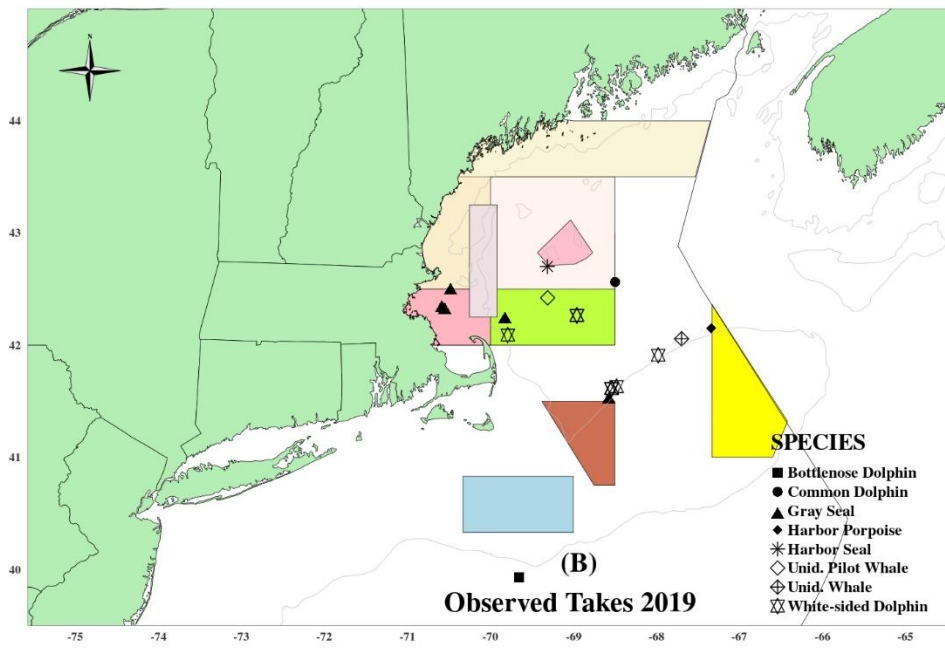 N
44
43
42
41
40
SPECIES
Bottlenose Dolphin
Common Dolphin
Gray Seal
Harbor Porpoise
Harbor Seal
Unid. Pilot Whale
Unid. Whale
White-sided Dolphin
(B)
Observed Takes 2019
-75 -74 -73 -72 -71 -70 -69 -68 -67 -66 -65